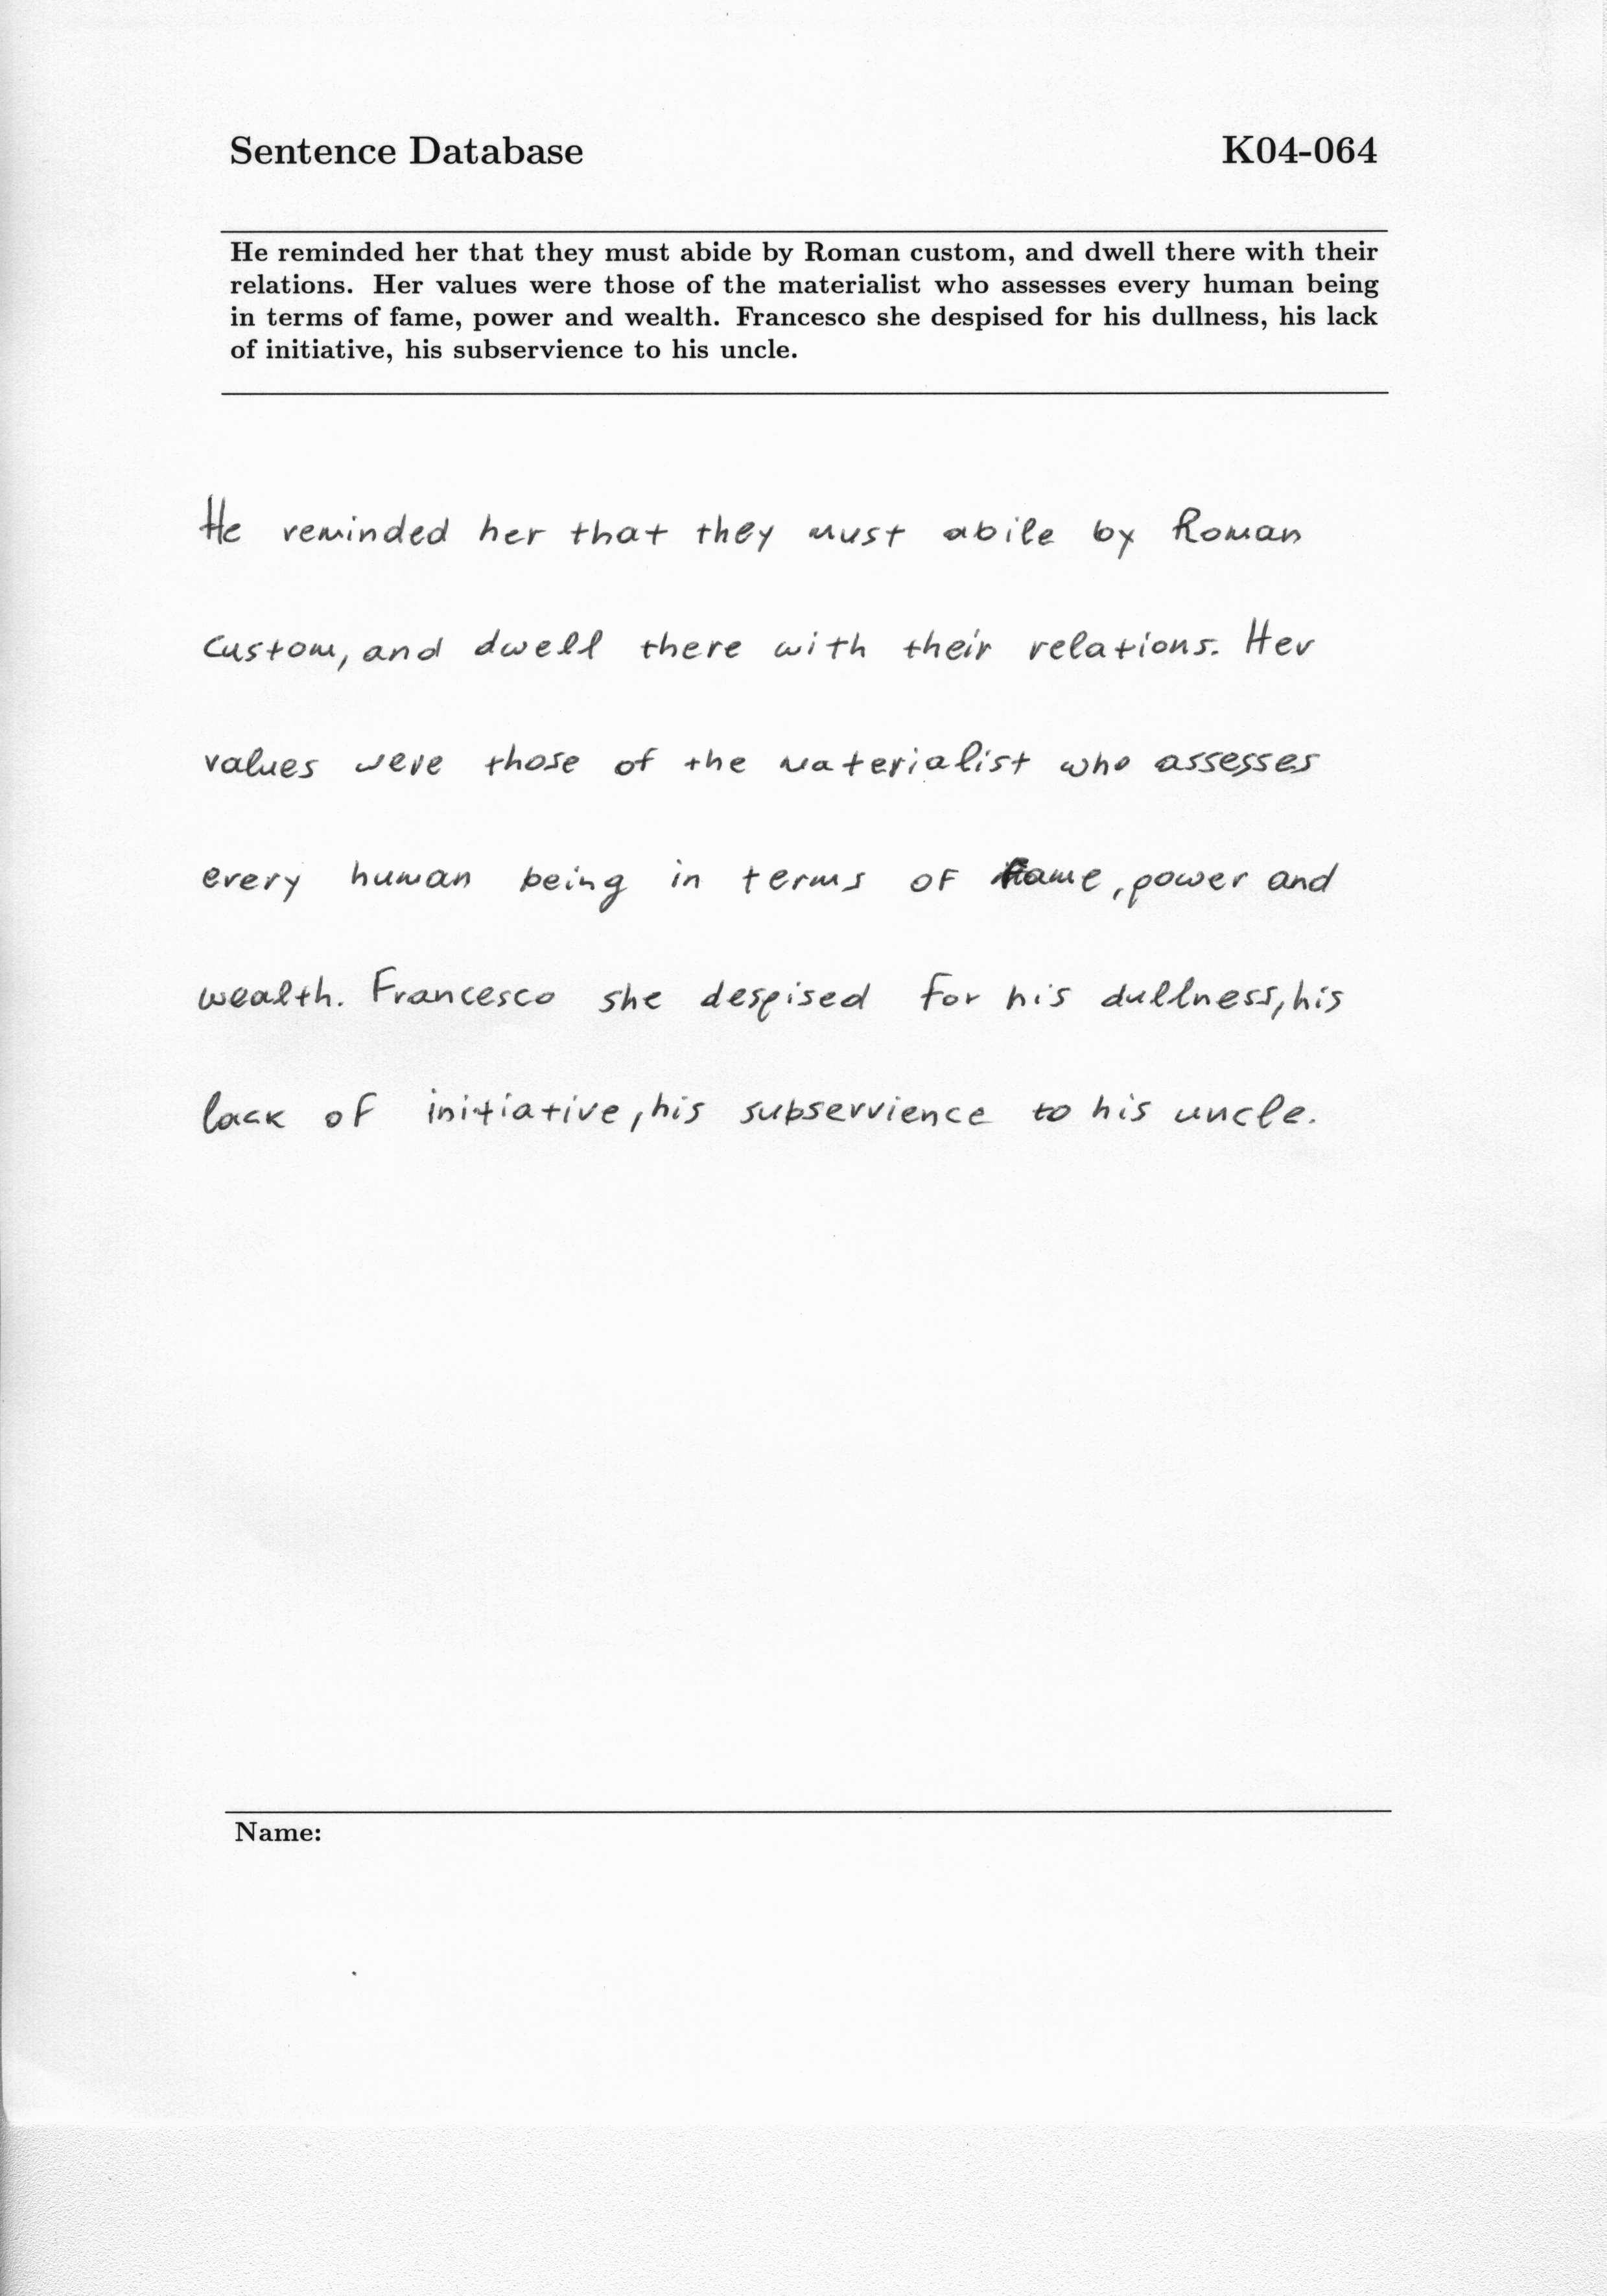 Sentence Database K04-064
He reminded her that they must abide by Roman custom, and dwell there with their
relations. Her values were those of the materialist who assesses every human being
in terms of fame, power and wealth. Francesco she despised for his dullness, his lack
of initiative, his subservience to his uncle.
He reminded her that they must abile by Roman
custom, and dwell there with their relations. Her
values were those of the materialist who assesses
every human being in terms of fame, power and
wealth. Francesco she despised for his dullness, his
lack of initiative, his subservience to his uncle.
Name: